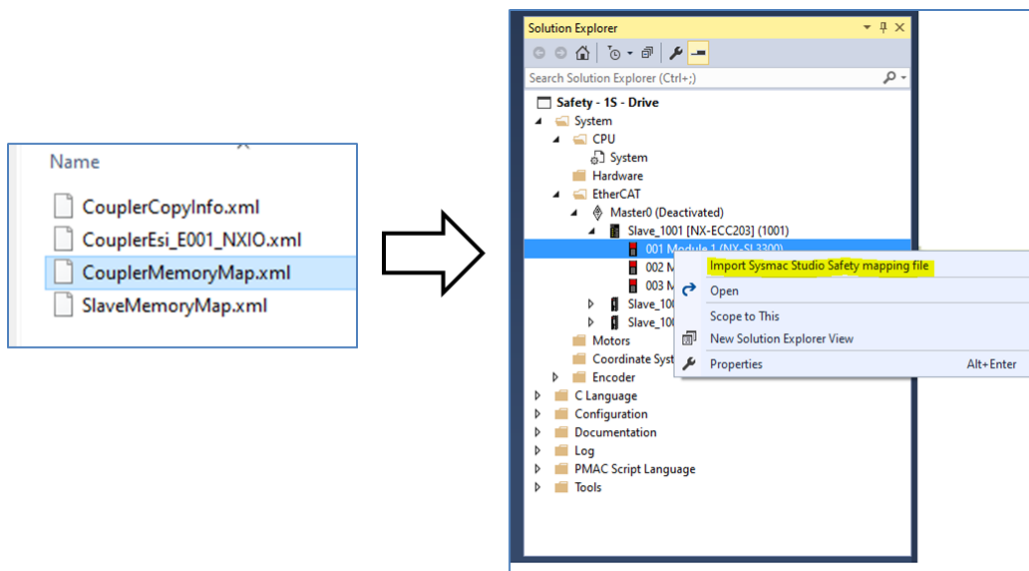 Name
CouplerCopyInfo.xml
CouplerEsi_E001_NXIO.xml
CouplerMemoryMap.xml
SlaveMemoryMap.xml
Solution Explorer
Search Solution Explorer (Ctrl+;)
Safety - 1S - Drive
System
CPU
System
Hardware
EtherCAT
Master0 (Deactivated)
Slave_1001 [NX-ECC203] (1001)
001 Module 1 (NX-SL3300)
002 M
003 M
Slave_100
Slave_100
Motors
Coordinate Syst
Encoder
C Language
Configuration
Documentation
Log
PMAC Script Language
Tools
Import Sysmac Studio Safety mapping file
Open
Scope to This
New Solution Explorer View
Properties Alt+Enter